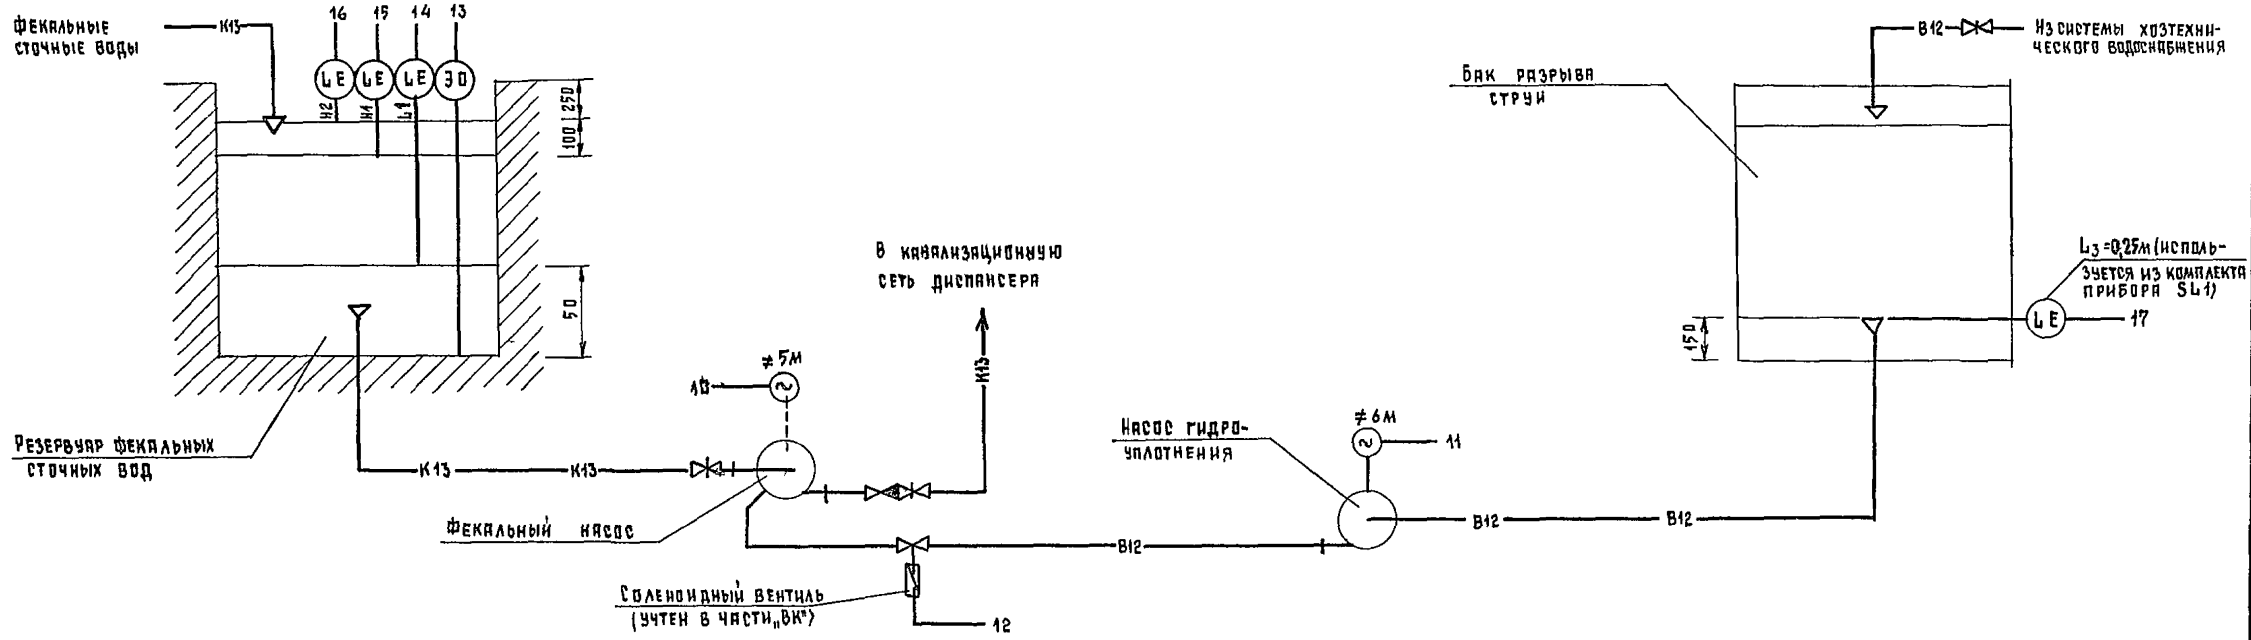 фекальные
сточные воды
К13
16
15
14
13
LE
LE
LE
ЭО
H2
H1
L1
250
100
50
Резервуар фекальных
сточных вод
К13
К13
≠5М
10
Фекальный насос
В канализационную
сеть диспансера
К13
Соленоидный вентиль
(учтен в части „ВК")
12
В12
Насос гидро-
уплотнения
≠6М
11
В12
В12
Бак разрыва
струи
В12
Из системы хозтехни-
ческого водоснабжения
150
L3=0,25м (исполь-
зуется из комплекта
прибора SL1)
LE
17